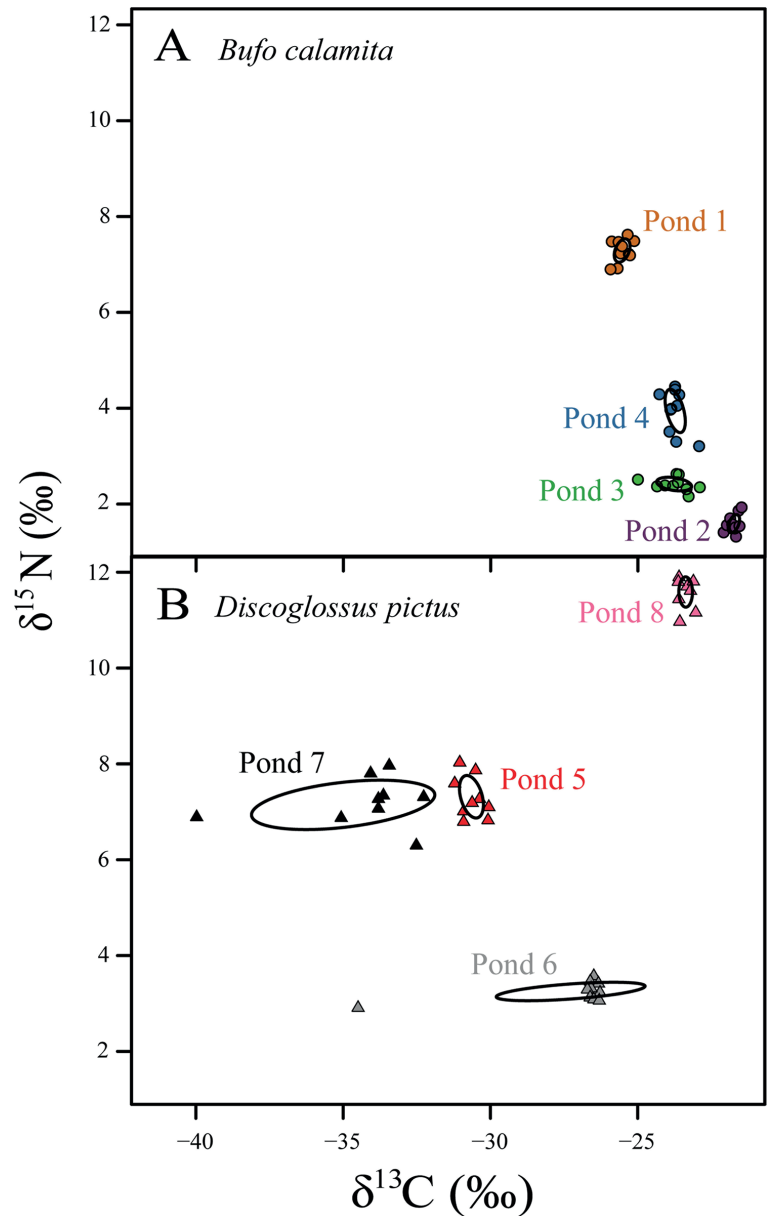 12
A Bufo calamita
10
8
Pond 1
6
4
Pond 4
Pond 3
2
Pond 2
δ15N (‰)
12
B Discoglossus pictus
Pond 8
10
8
Pond 7
Pond 5
6
4
Pond 6
2
−40 −35 −30 −25
δ13C (‰)